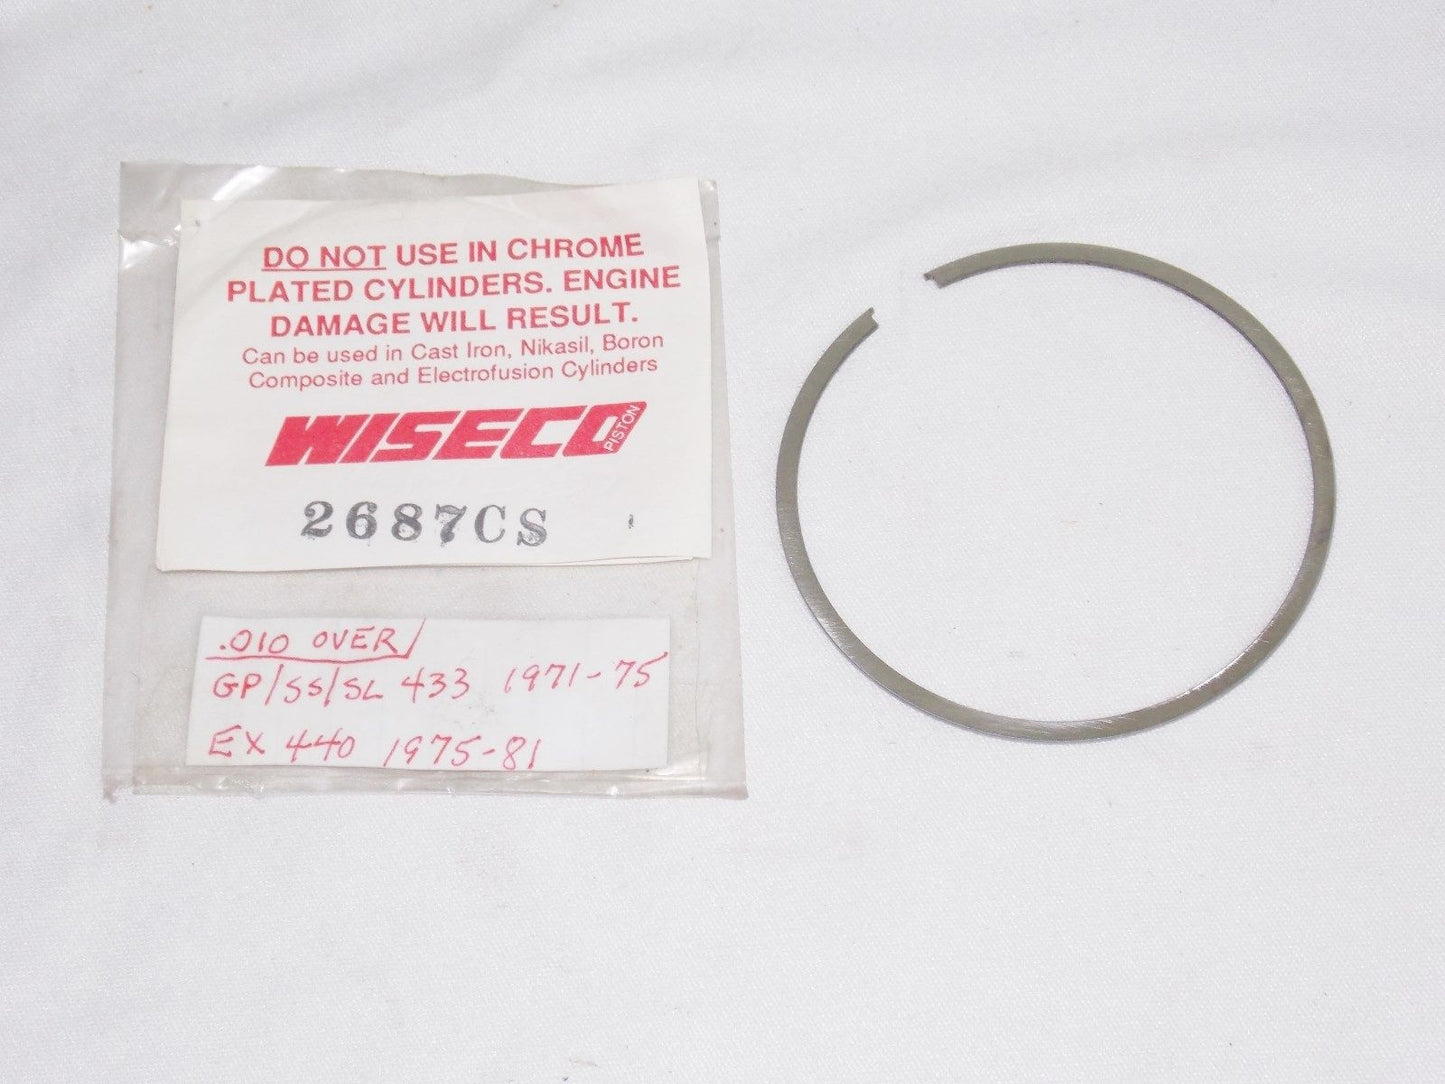 DO NOT USE IN CHROME
PLATED CYLINDERS. ENGINE
DAMAGE WILL RESULT.
Can be used in Cast Iron, Nikasil, Boron
Composite and Electrofusion Cylinders
WISECO PISTON
2687CS
.010 OVER
GP/SS/SL 433 1971-75
EX 440 1975-81